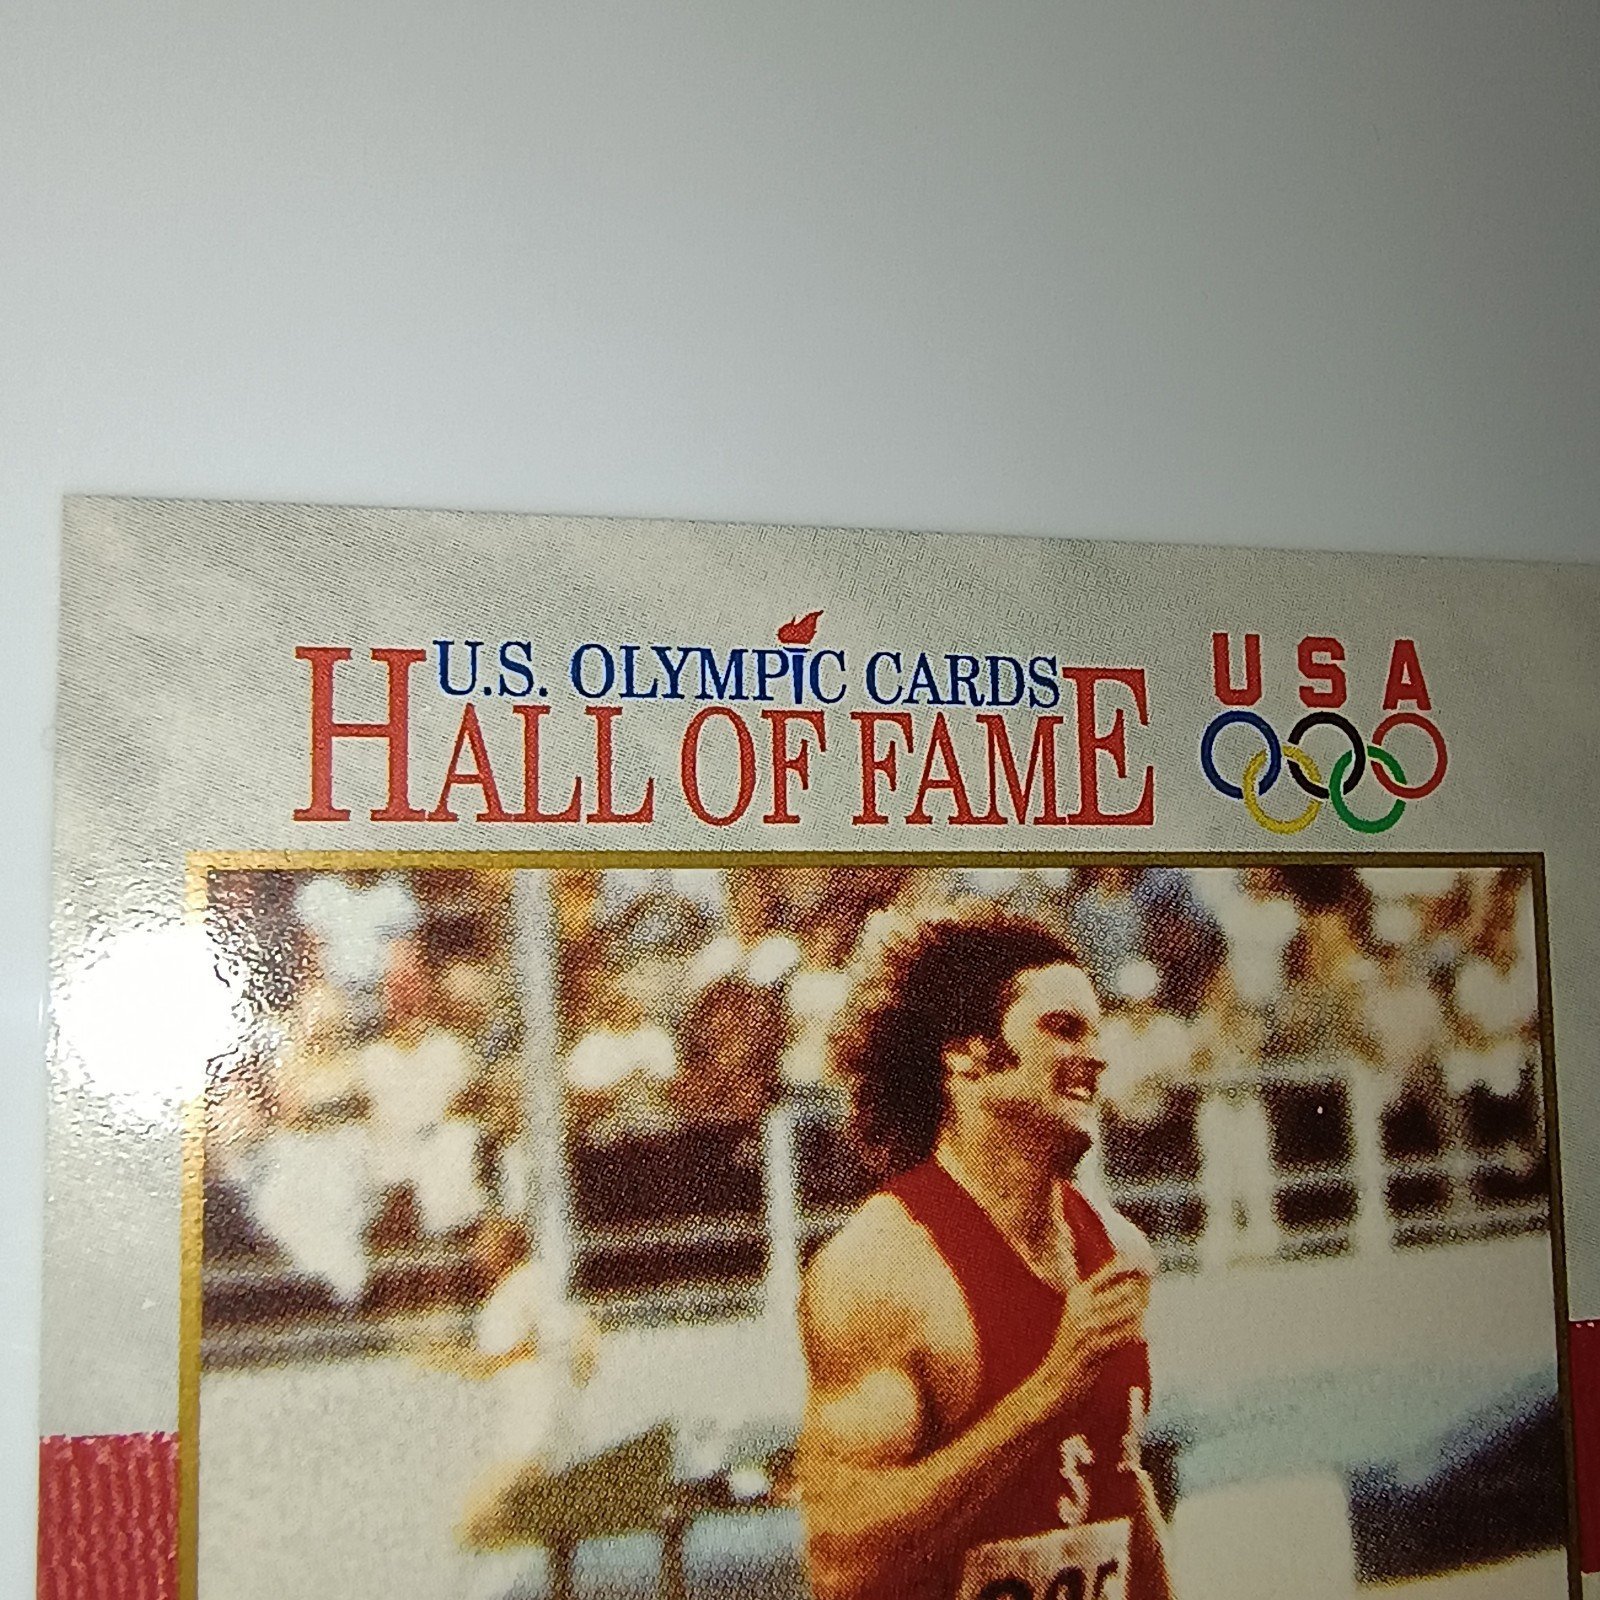 U.S. OLYMPIC CARDS
HALL OF FAME
USA